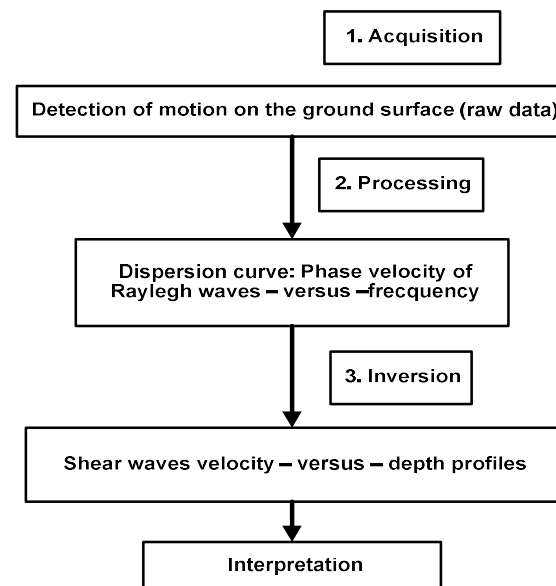 1. Acquisition
Detection of motion on the ground surface (raw data)
2. Processing
Dispersion curve: Phase velocity of
Raylegh waves – versus –frecquency
3. Inversion
Shear waves velocity – versus – depth profiles
Interpretation